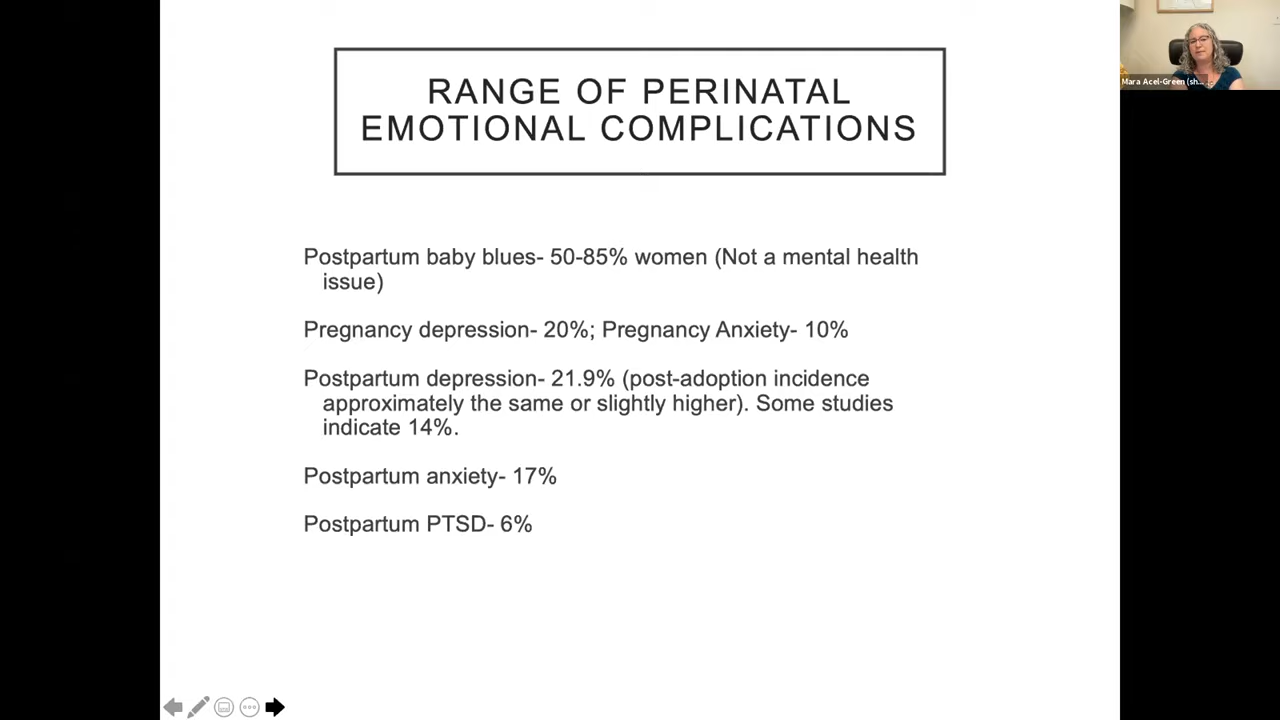 RANGE OF PERINATAL
EMOTIONAL COMPLICATIONS
Mara Acel-Green (sh...
Postpartum baby blues- 50-85% women (Not a mental health
issue)
Pregnancy depression- 20%; Pregnancy Anxiety- 10%
Postpartum depression- 21.9% (post-adoption incidence
approximately the same or slightly higher). Some studies
indicate 14%.
Postpartum anxiety- 17%
Postpartum PTSD- 6%